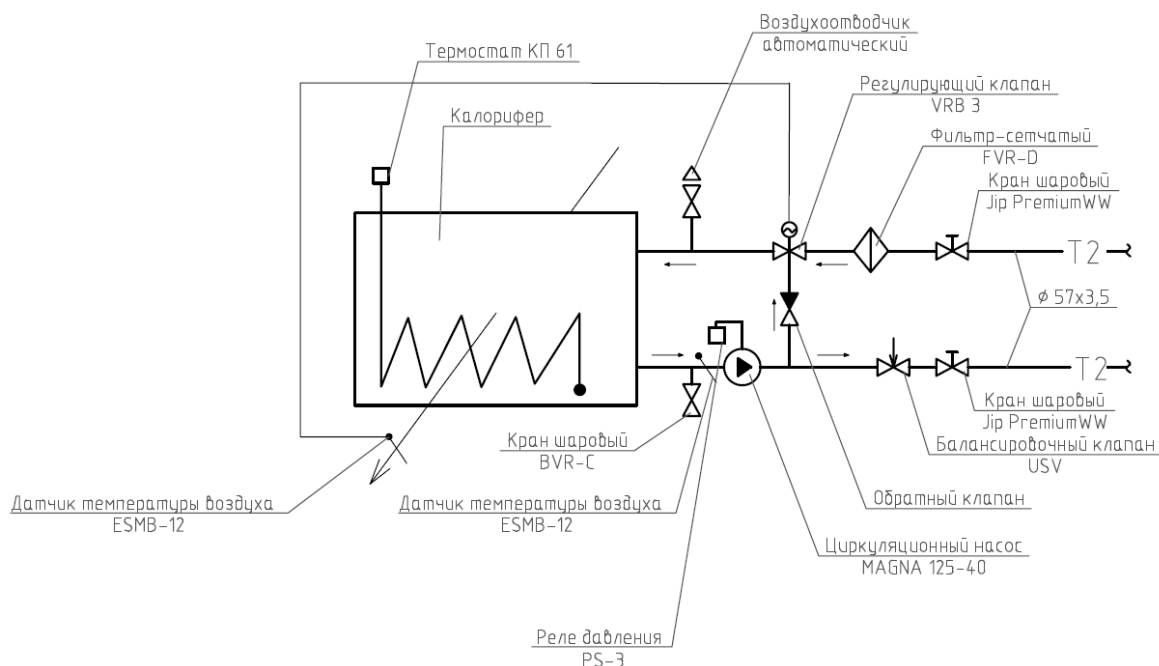 Воздухоотводчик
автоматический
Термостат КП 61
Регулирующий клапан
VRB 3
Калорифер
Фильтр-сетчатый
FVR-D
Кран шаровый
Jip PremiumWW
T2
Ø 57x3,5
T2
Кран шаровый
Jip PremiumWW
Кран шаровый
BVR-C
Балансировочный клапан
USV
Датчик температуры воздуха
ESMB-12
Датчик температуры воздуха
ESMB-12
Обратный клапан
Циркуляционный насос
MAGNA 125-40
Реле давления
PS-3